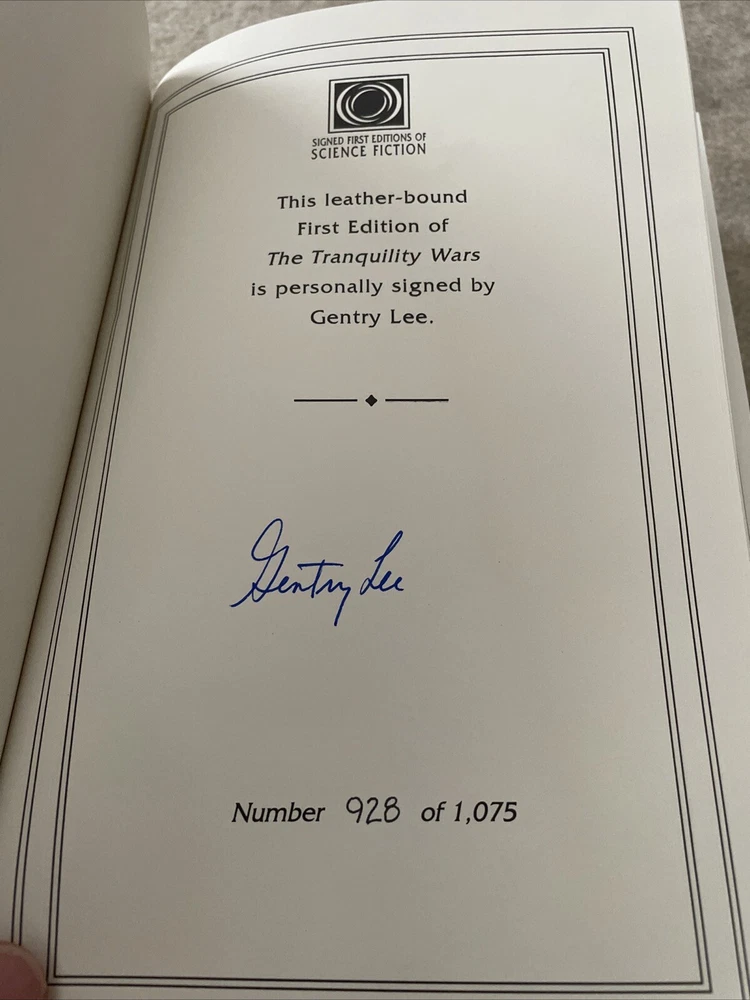 SIGNED FIRST EDITIONS OF
SCIENCE FICTION
This leather-bound
First Edition of
The Tranquility Wars
is personally signed by
Gentry Lee.
Gentry Lee
Number 928 of 1,075